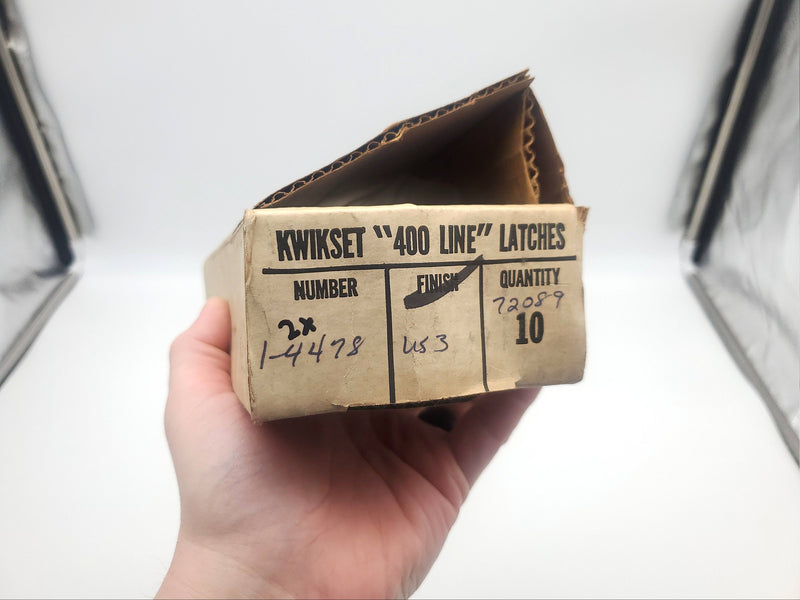 KWIKSET "400 LINE" LATCHES
NUMBER FINISH QUANTITY
72089
2x
1-4478 US3 10